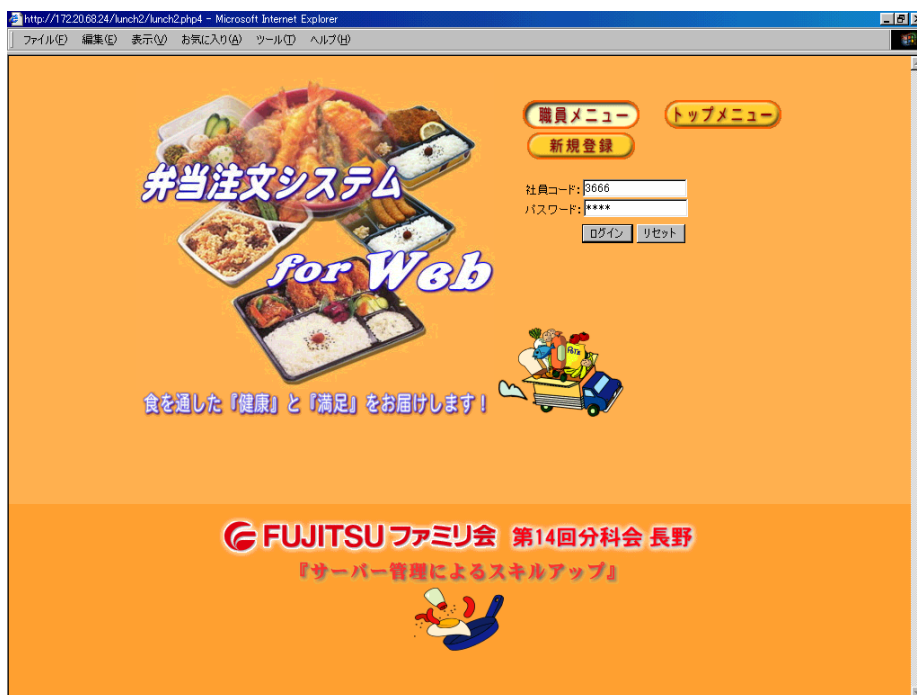 http://172.20.68.24/lunch2/lunch2.php4 - Microsoft Internet Explorer
ファイル(F) 編集(E) 表示(V) お気に入り(A) ツール(T) ヘルプ(H)
職員メニュー トップメニュー
新規登録
弁当注文システム
for Web
社員コード: 3666
パスワード: ****
ログイン リセット
食を通した『健康』と『満足』をお届けします!
FUJITSU ファミリ会 第14回分科会 長野
『サーバー管理によるスキルアップ』